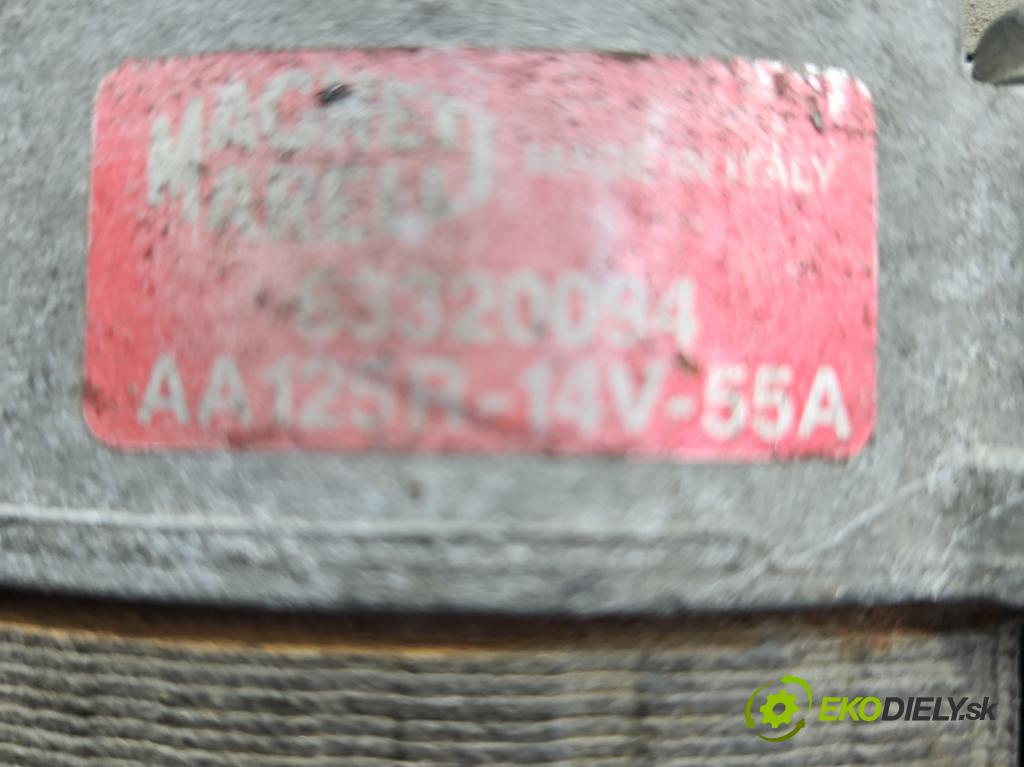 MAGNETI
MARELLI
MADE IN ITALY
63320094
AA125R-14V-55A
EKODIELY.sk